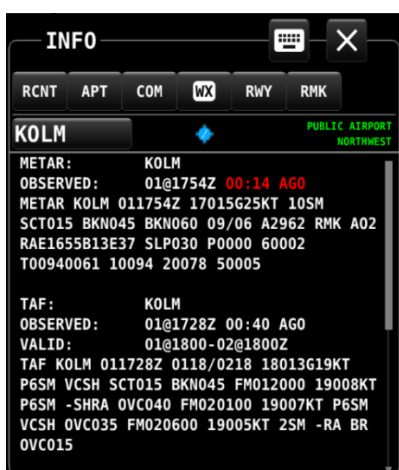 INFO
RCNT APT COM WX RWY RMK
KOLM
PUBLIC AIRPORT
NORTHWEST
METAR: KOLM
OBSERVED: 01@1754Z 00:14 AGO
METAR KOLM 011754Z 17015G25KT 10SM
SCT015 BKN045 BKN060 09/06 A2962 RMK AO2
RAE1655B13E37 SLP030 P0000 60002
T00940061 10094 20078 50005
TAF: KOLM
OBSERVED: 01@1728Z 00:40 AGO
VALID: 01@1800-02@1800Z
TAF KOLM 011728Z 0118/0218 18013G19KT
P6SM VCSH SCT015 BKN045 FM012000 19008KT
P6SM -SHRA OVC040 FM020100 19007KT P6SM
VCSH OVC035 FM020600 19005KT 2SM -RA BR
OVC015